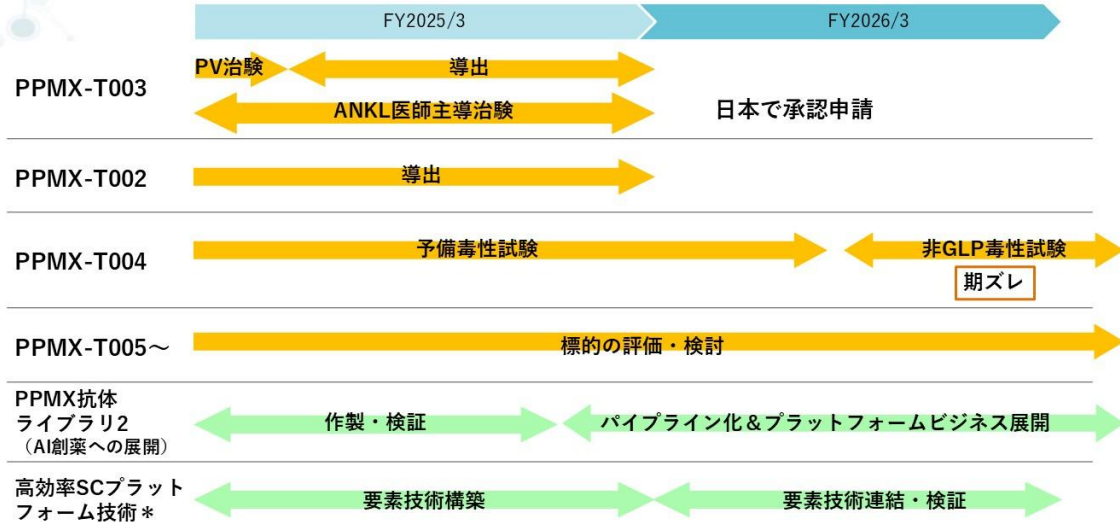 FY2025/3
FY2026/3
PPMX-T003
PV治験
導出
ANKL医師主導治験
日本で承認申請
PPMX-T002
導出
PPMX-T004
予備毒性試験
非GLP毒性試験
期ズレ
PPMX-T005～
標的の評価・検討
PPMX抗体
ライブラリ2
（AI創薬への展開）
作製・検証
パイプライン化＆プラットフォームビジネス展開
高効率SCプラット
フォーム技術＊
要素技術構築
要素技術連結・検証